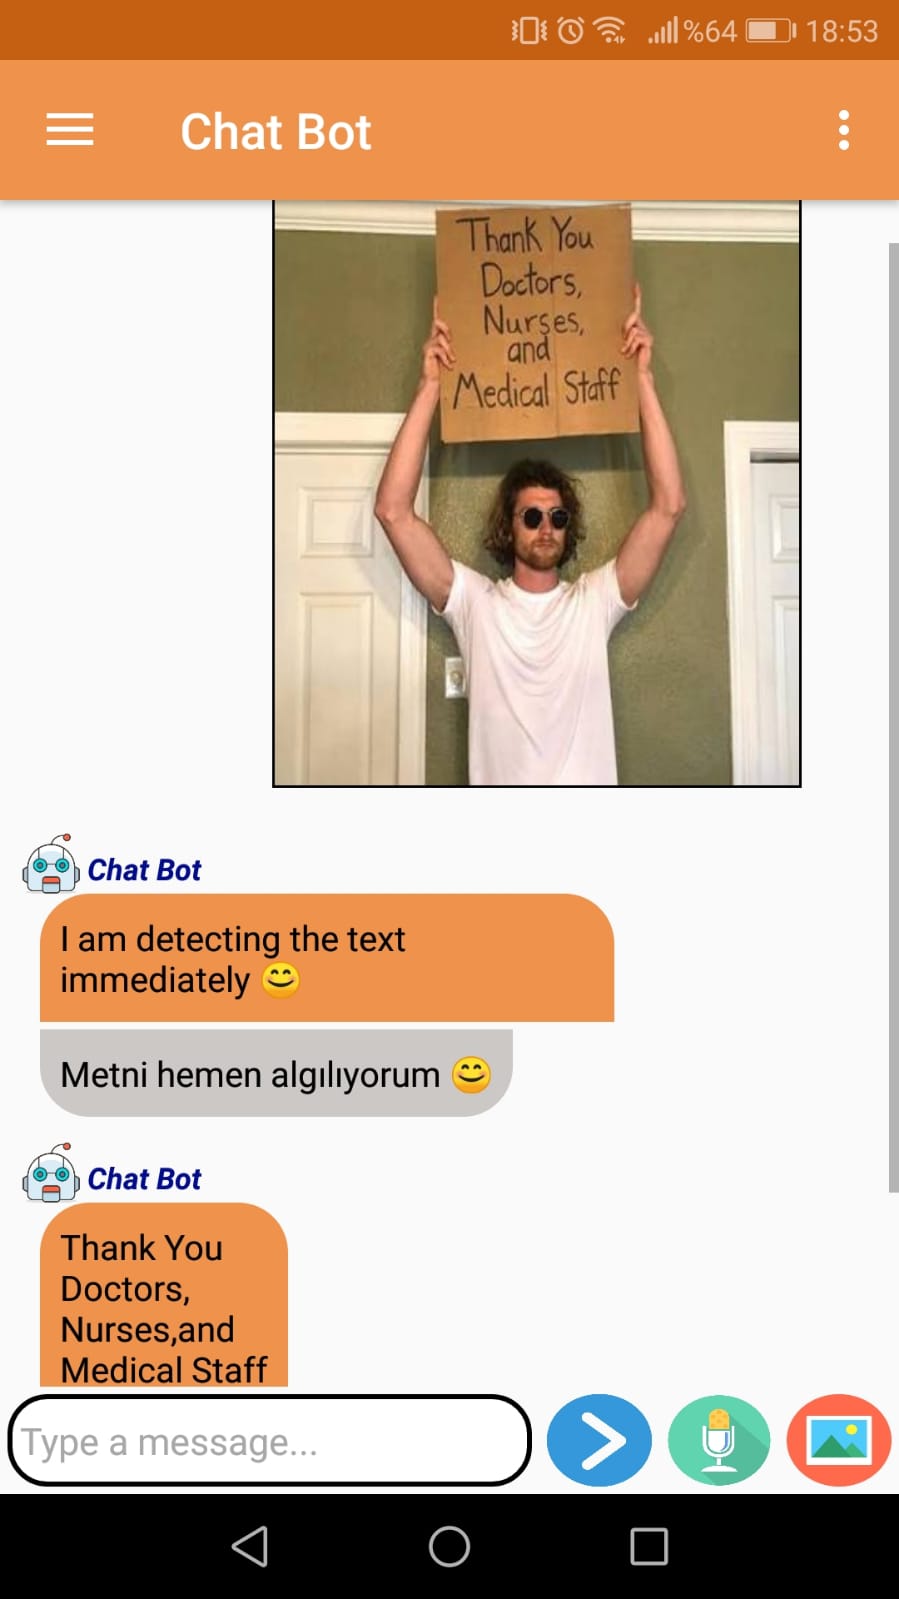 %64 18:53
Chat Bot
Thank You
Doctors,
Nurses,
and
Medical Staff
Chat Bot
I am detecting the text
immediately 😊
Metni hemen algılıyorum 😊
Chat Bot
Thank You
Doctors,
Nurses,and
Medical Staff
Type a message...